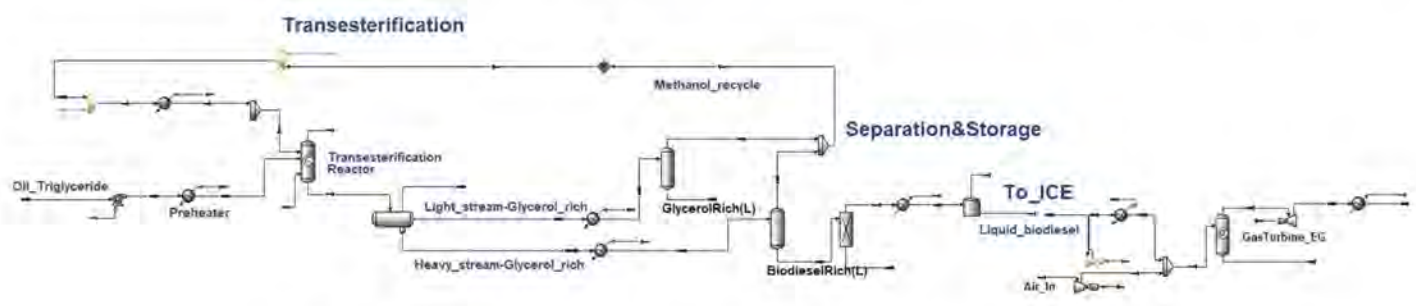 Transesterification
Methanol_recycle
Separation&Storage
Transesterification
Reactor
Oil_Triglyceride
Preheater
Light_stream-Glycerol_rich
GlycerolRich(L)
To_ICE
Liquid_biodiesel
GasTurbine_EG
Heavy_stream-Glycerol_rich
BiodieselRich(L)
Air_In